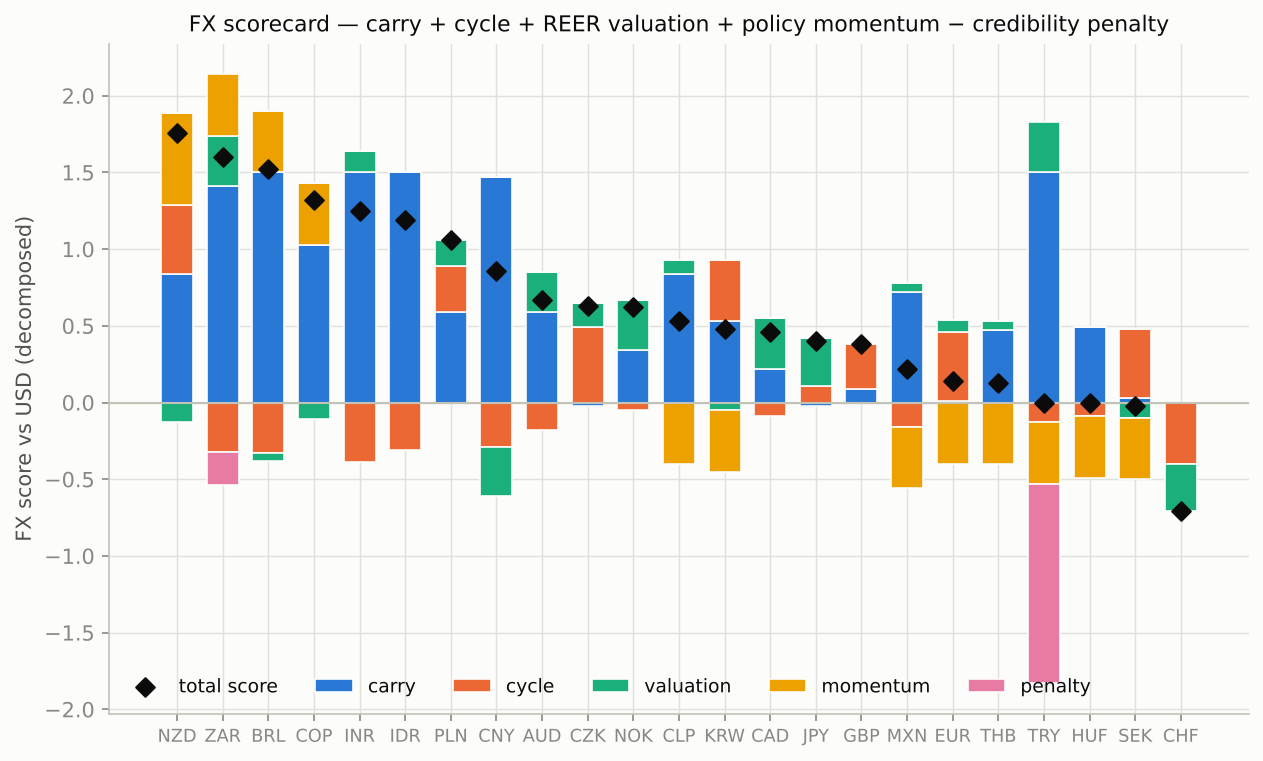 FX scorecard — carry + cycle + REER valuation + policy momentum − credibility penalty
FX score vs USD (decomposed)
2.0
1.5
1.0
0.5
0.0
−0.5
−1.0
−1.5
−2.0
total score carry cycle valuation momentum penalty
NZD ZAR BRL COP INR IDR PLN CNY AUD CZK NOK CLP KRW CAD JPY GBP MXN EUR THB TRY HUF SEK CHF